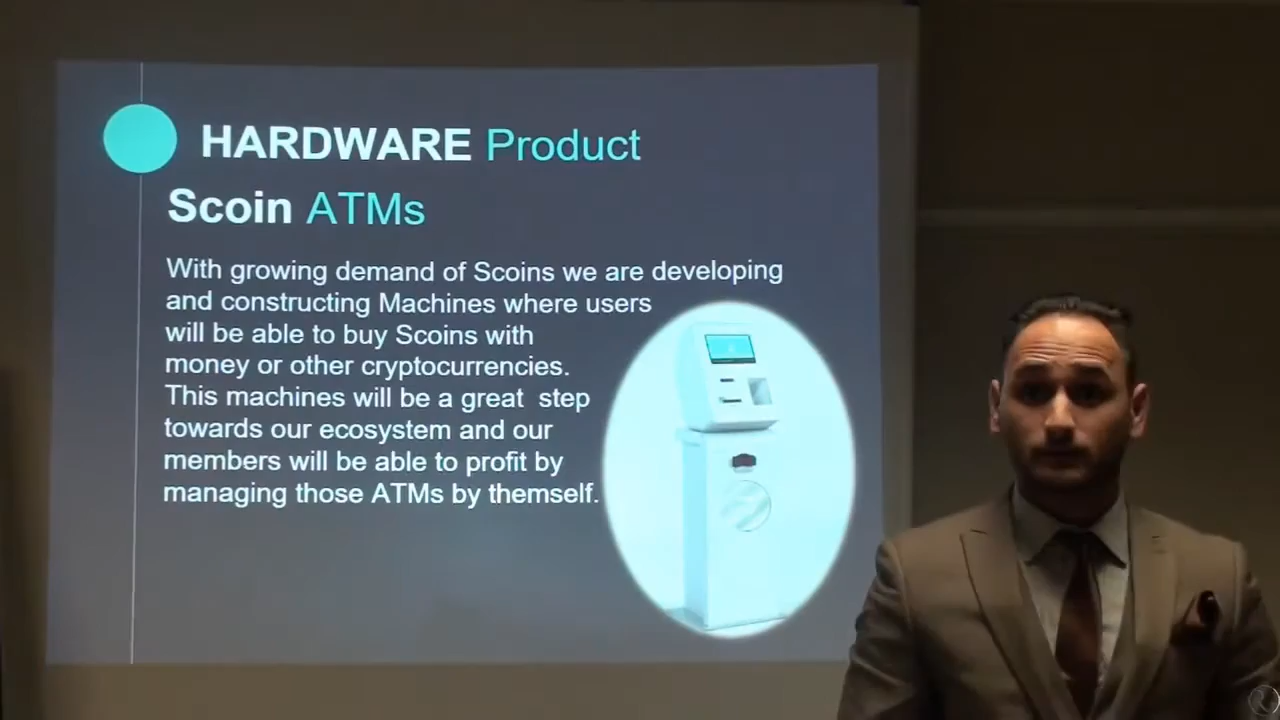 HARDWARE Product
Scoin ATMs
With growing demand of Scoins we are developing
and constructing Machines where users
will be able to buy Scoins with
money or other cryptocurrencies.
This machines will be a great step
towards our ecosystem and our
members will be able to profit by
managing those ATMs by themself.